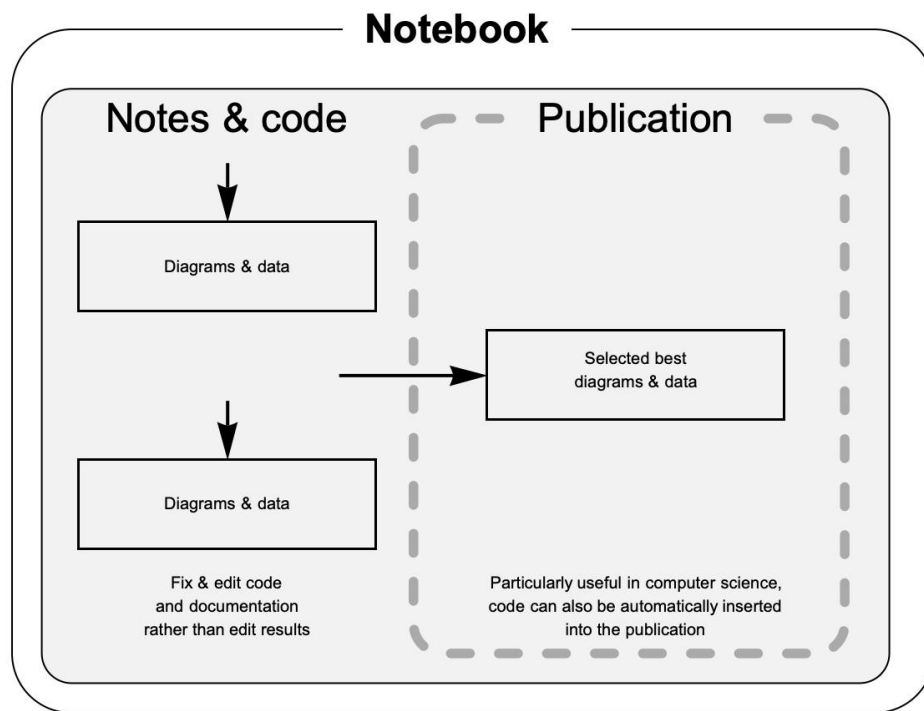 Notebook
Notes & code
Diagrams & data
Diagrams & data
Fix & edit code
and documentation
rather than edit results
Publication
Selected best
diagrams & data
Particularly useful in computer science,
code can also be automatically inserted
into the publication